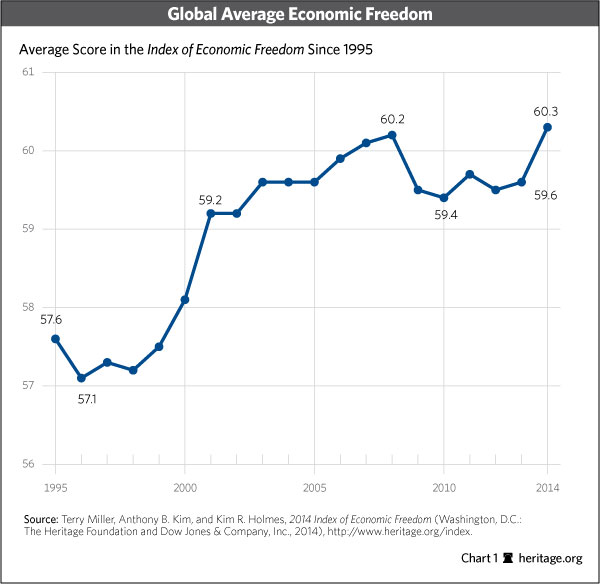 Global Average Economic Freedom
Average Score in the Index of Economic Freedom Since 1995
61
60.3
60.2
60
59.2
59.6
59.4
59
58
57.6
57
57.1
56
1995 2000 2005 2010 2014
Source: Terry Miller, Anthony B. Kim, and Kim R. Holmes, 2014 Index of Economic Freedom (Washington, D.C.:
The Heritage Foundation and Dow Jones & Company, Inc., 2014), http://www.heritage.org/index.
Chart 1 heritage.org